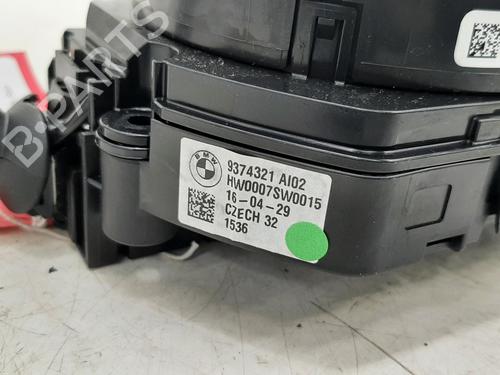 B-PARTS
BMW
9374321 AI02
HW0007SW0015
16-04-29
CZECH 32
1536